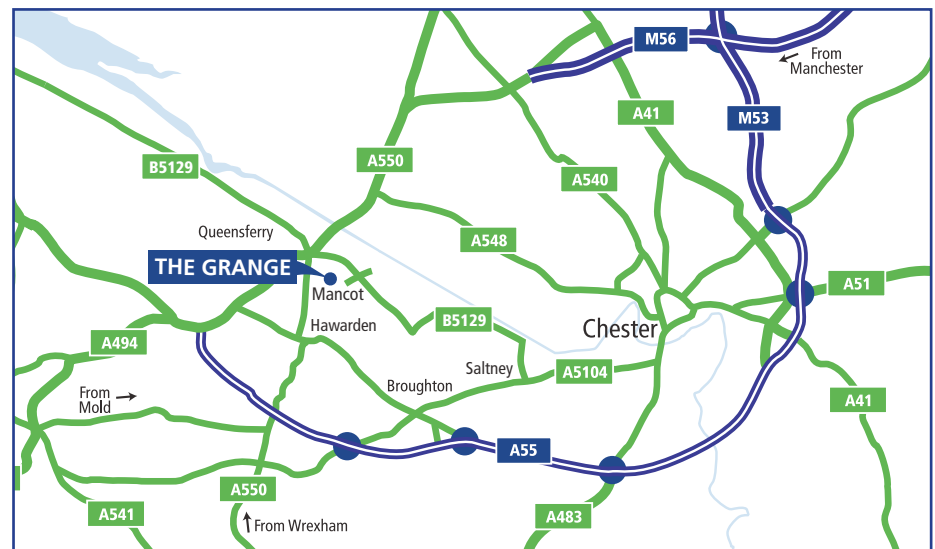 M56
From
Manchester
A41
M53
B5129
A550
A540
Queensferry
A548
THE GRANGE
A51
Mancot
Hawarden
B5129
Chester
A494
Saltney
A5104
Broughton
From
Mold
A41
A55
A550
A541
From Wrexham
A483